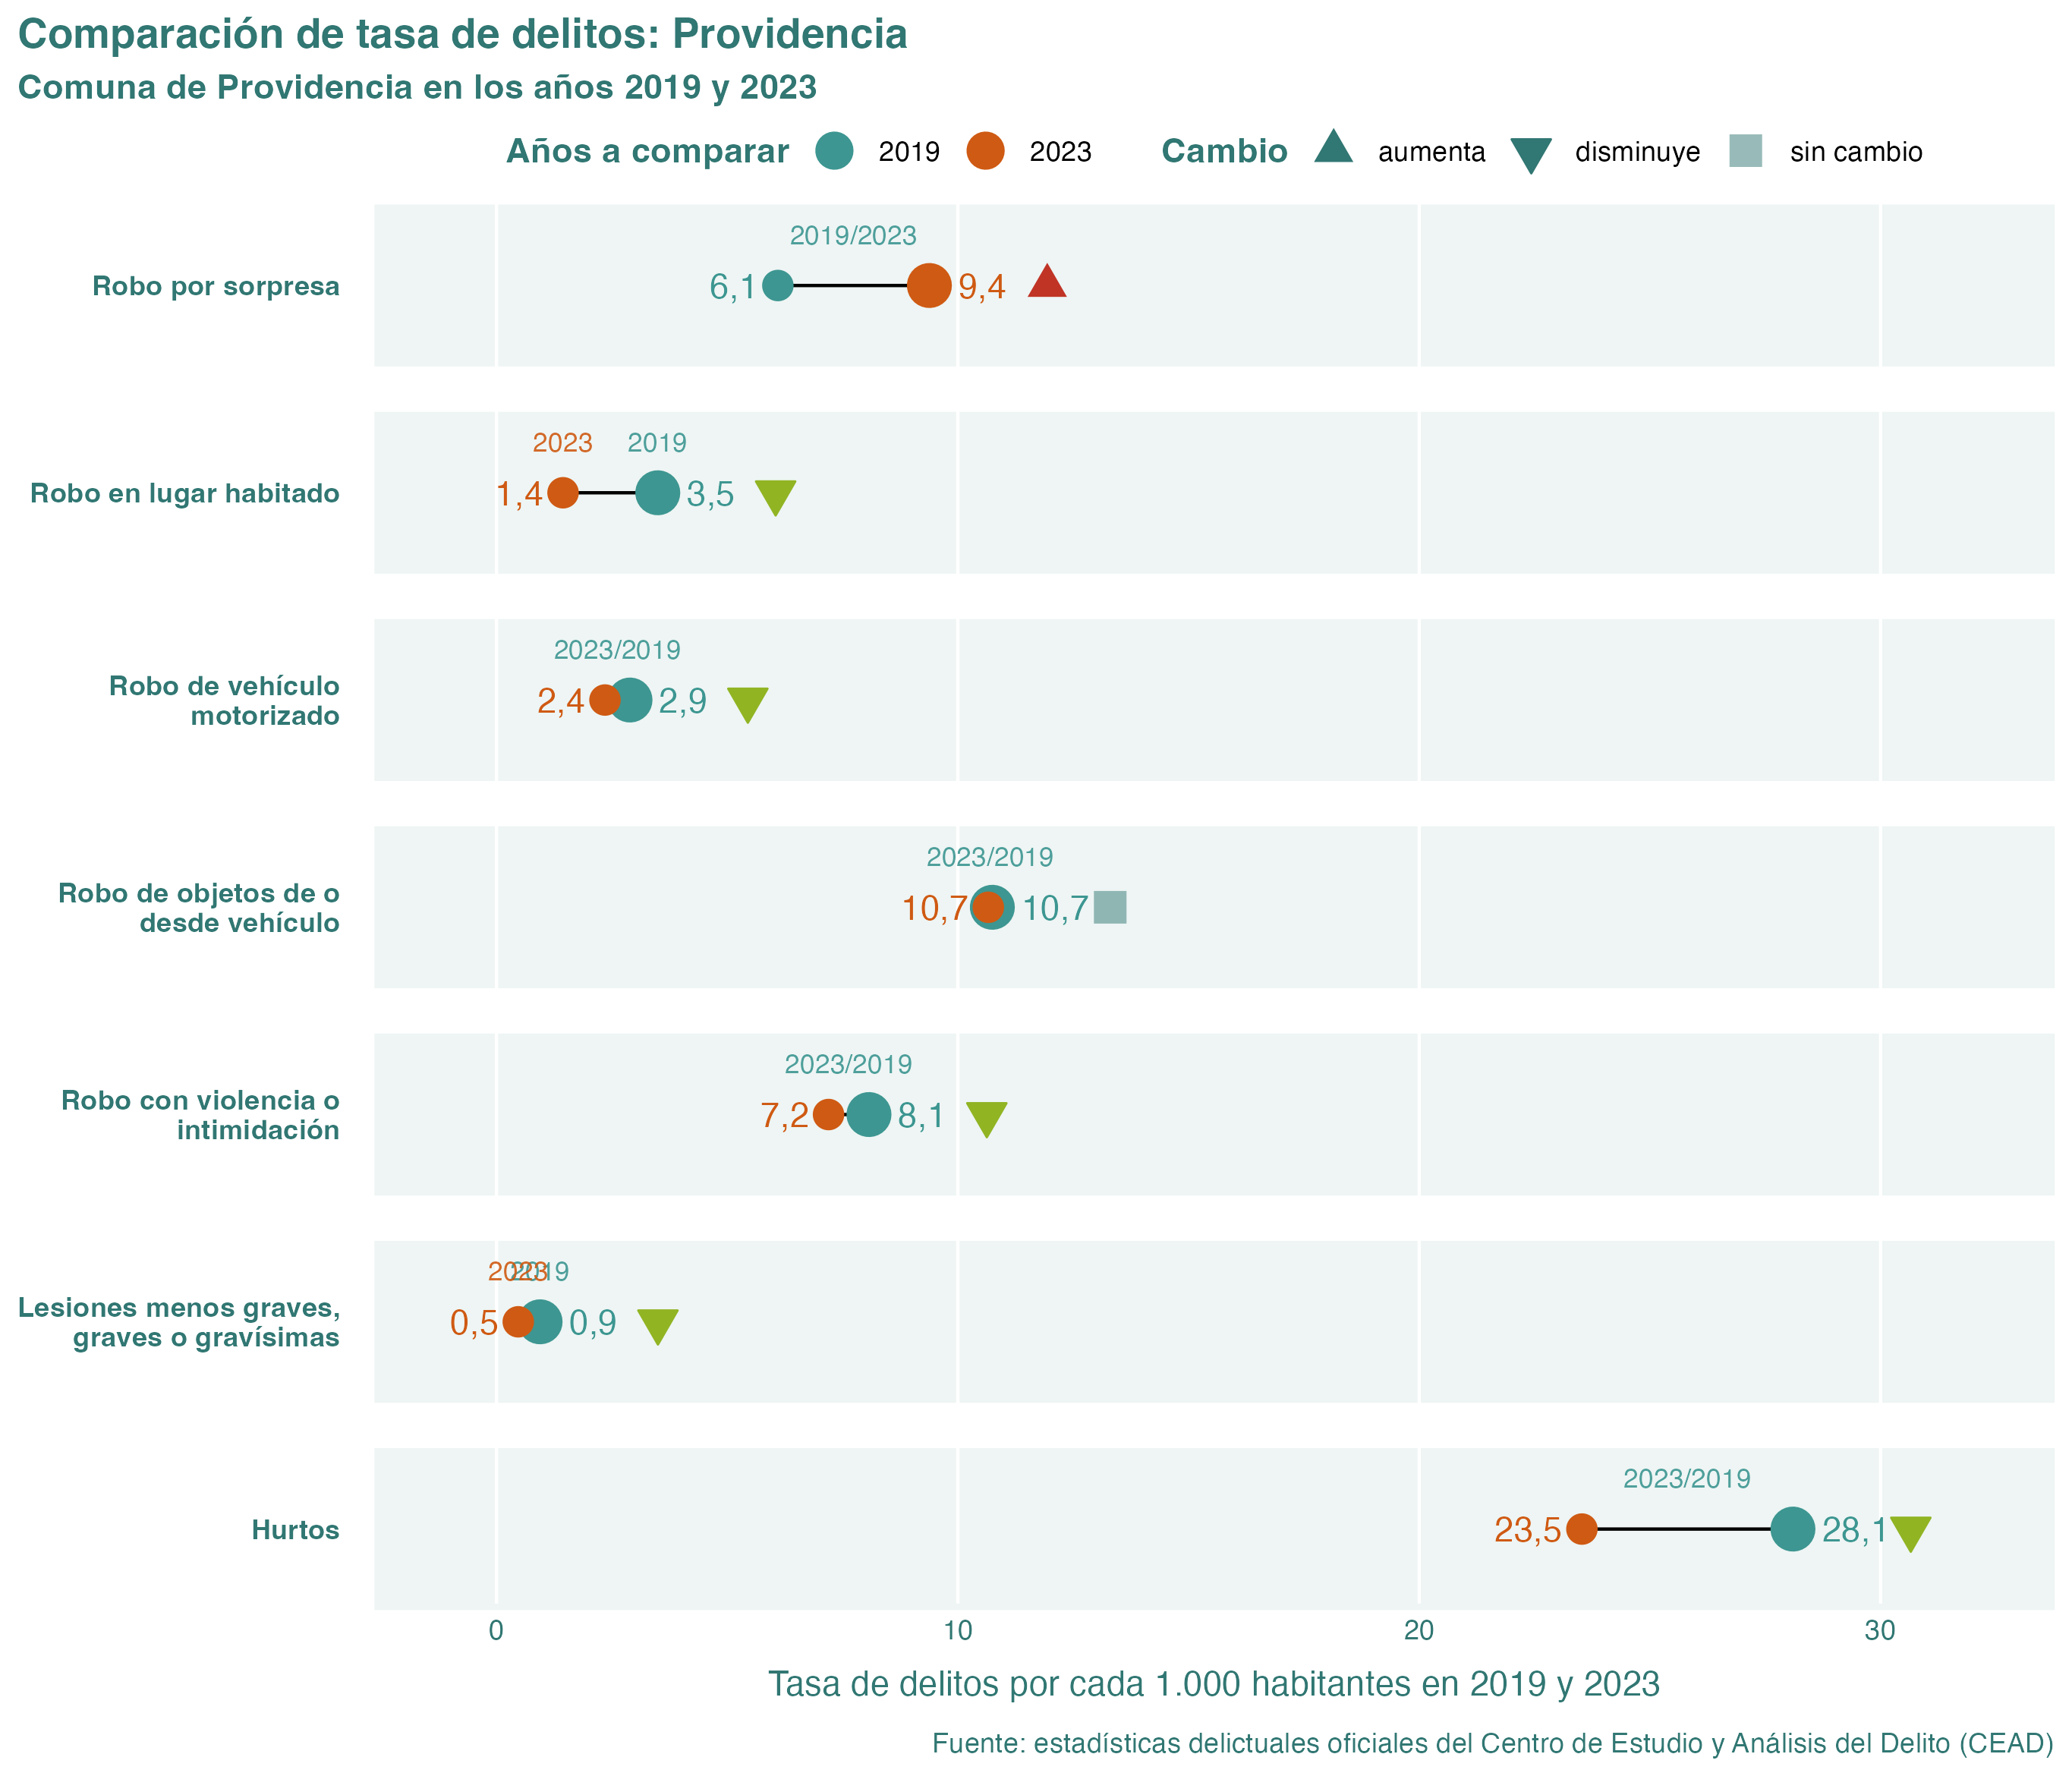 Comparación de tasa de delitos: Providencia
Comuna de Providencia en los años 2019 y 2023
Años a comparar 2019 2023 Cambio aumenta disminuye sin cambio
2019/2023
Robo por sorpresa 6,1 9,4
2023 2019
Robo en lugar habitado 1,4 3,5
2023/2019
Robo de vehículo
motorizado
2,4 2,9
2023/2019
Robo de objetos de o
desde vehículo
10,7 10,7
2023/2019
Robo con violencia o
intimidación
7,2 8,1
2023 2019
Lesiones menos graves,
graves o gravísimas
0,5 0,9
2023/2019
Hurtos 23,5 28,1
0 10 20 30
Tasa de delitos por cada 1.000 habitantes en 2019 y 2023
Fuente: estadísticas delictuales oficiales del Centro de Estudio y Análisis del Delito (CEAD)